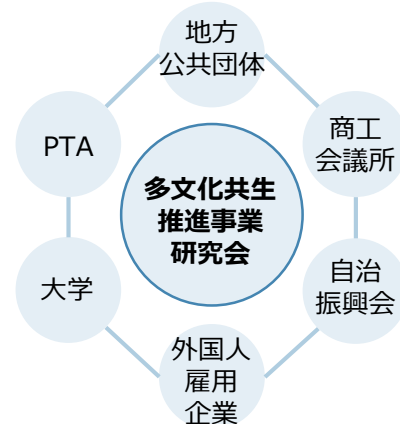 地方
公共団体
PTA
商工
会議所
多文化共生
推進事業
研究会
大学
自治
振興会
外国人
雇用
企業